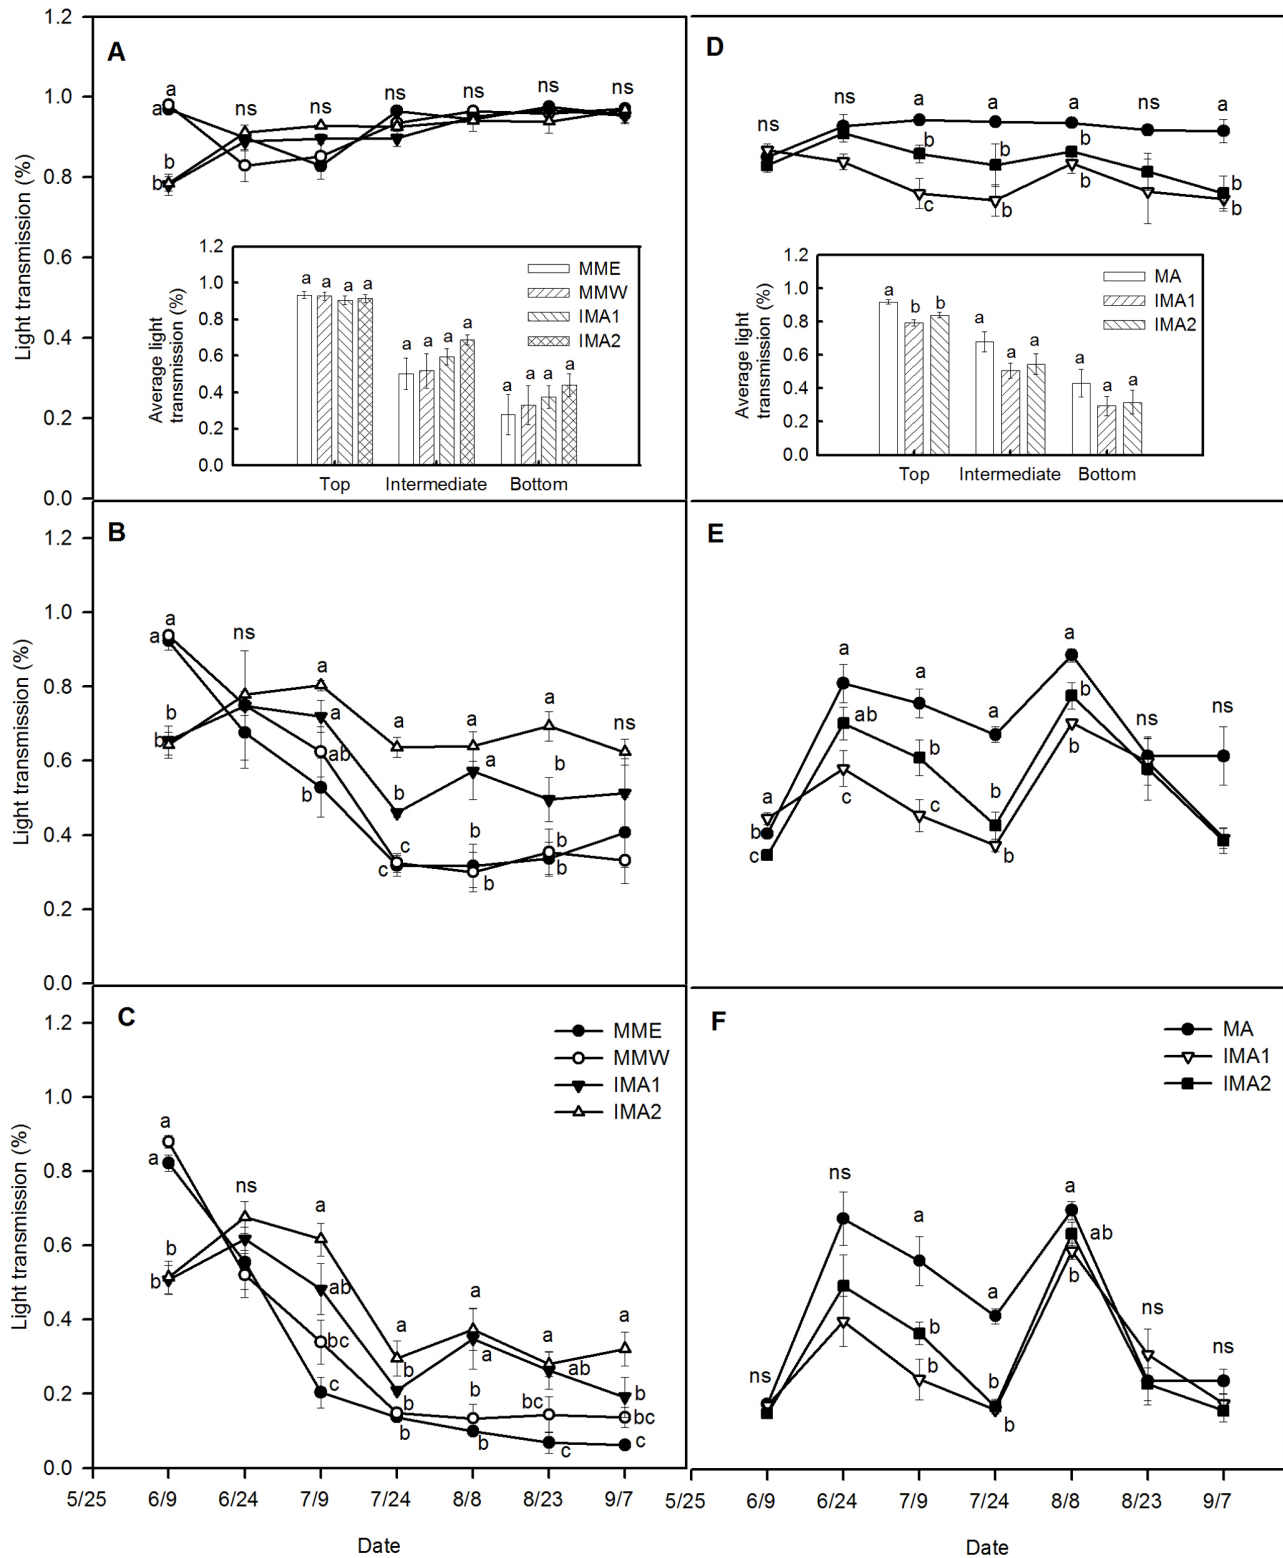 A
Light transmission (%)
1.2
1.0
0.8
0.6
0.4
0.2
0.0
a
a
b
b
ns
ns
ns
ns
ns
ns
Average light
transmission (%)
1.2
1.0
0.8
0.6
0.4
0.2
0.0
a a a a
a a a a
a a a a
MME
MMW
IMA1
IMA2
Top Intermediate Bottom
D
ns
ns
a
b
c
a
b
b
a
b
b
ns
a
b
b
Average light
transmission (%)
1.2
1.0
0.8
0.6
0.4
0.2
0.0
a b b
a a a
a a a
MA
IMA1
IMA2
Top Intermediate Bottom
B
Light transmission (%)
1.2
1.0
0.8
0.6
0.4
0.2
0.0
a
a
b
b
ns
a
a
ab
b
a
c
c
a
a
b
b
a
b
b
b
ns
E
a
b
c
a
ab
c
a
b
c
a
b
b
a
b
b
ns
ns
C
Light transmission (%)
1.2
1.0
0.8
0.6
0.4
0.2
0.0
MME
MMW
IMA1
IMA2
a
a
b
b
ns
a
ab
bc
c
a
b
b
b
a
a
b
b
a
ab
bc
c
a
b
bc
c
5/25 6/9 6/24 7/9 7/24 8/8 8/23 9/7
Date
F
MA
IMA1
IMA2
ns
ns
a
b
b
a
b
b
a
ab
b
ns
ns
5/25 6/9 6/24 7/9 7/24 8/8 8/23 9/7
Date